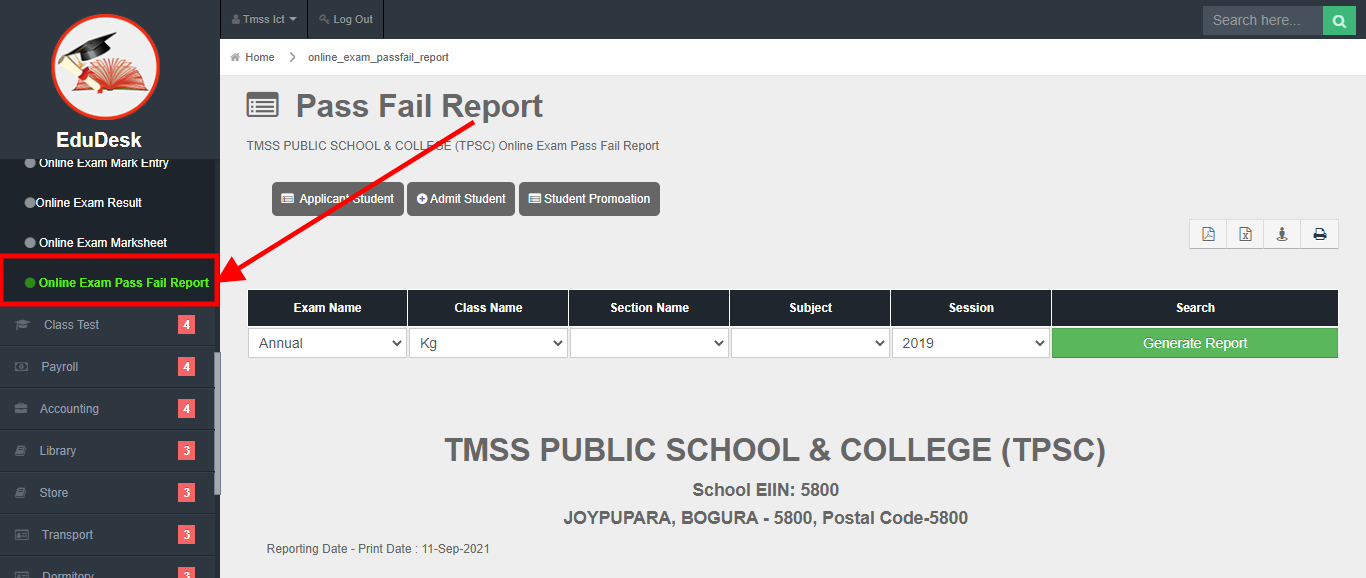 Tmss Ict
Log Out
Search here...
EduDesk
Home
online_exam_passfail_report
Pass Fail Report
TMSS PUBLIC SCHOOL & COLLEGE (TPSC) Online Exam Pass Fail Report
Applicant Student
Admit Student
Student Promoation
Online Exam Mark Entry
Online Exam Result
Online Exam Marksheet
Online Exam Pass Fail Report
Class Test 4
Payroll 4
Accounting 4
Library 3
Store 3
Transport 3
Dormitory 3
Exam Name Class Name Section Name Subject Session Search
Annual Kg 2019 Generate Report
TMSS PUBLIC SCHOOL & COLLEGE (TPSC)
School EIIN: 5800
JOYPUPARA, BOGURA - 5800, Postal Code-5800
Reporting Date - Print Date : 11-Sep-2021